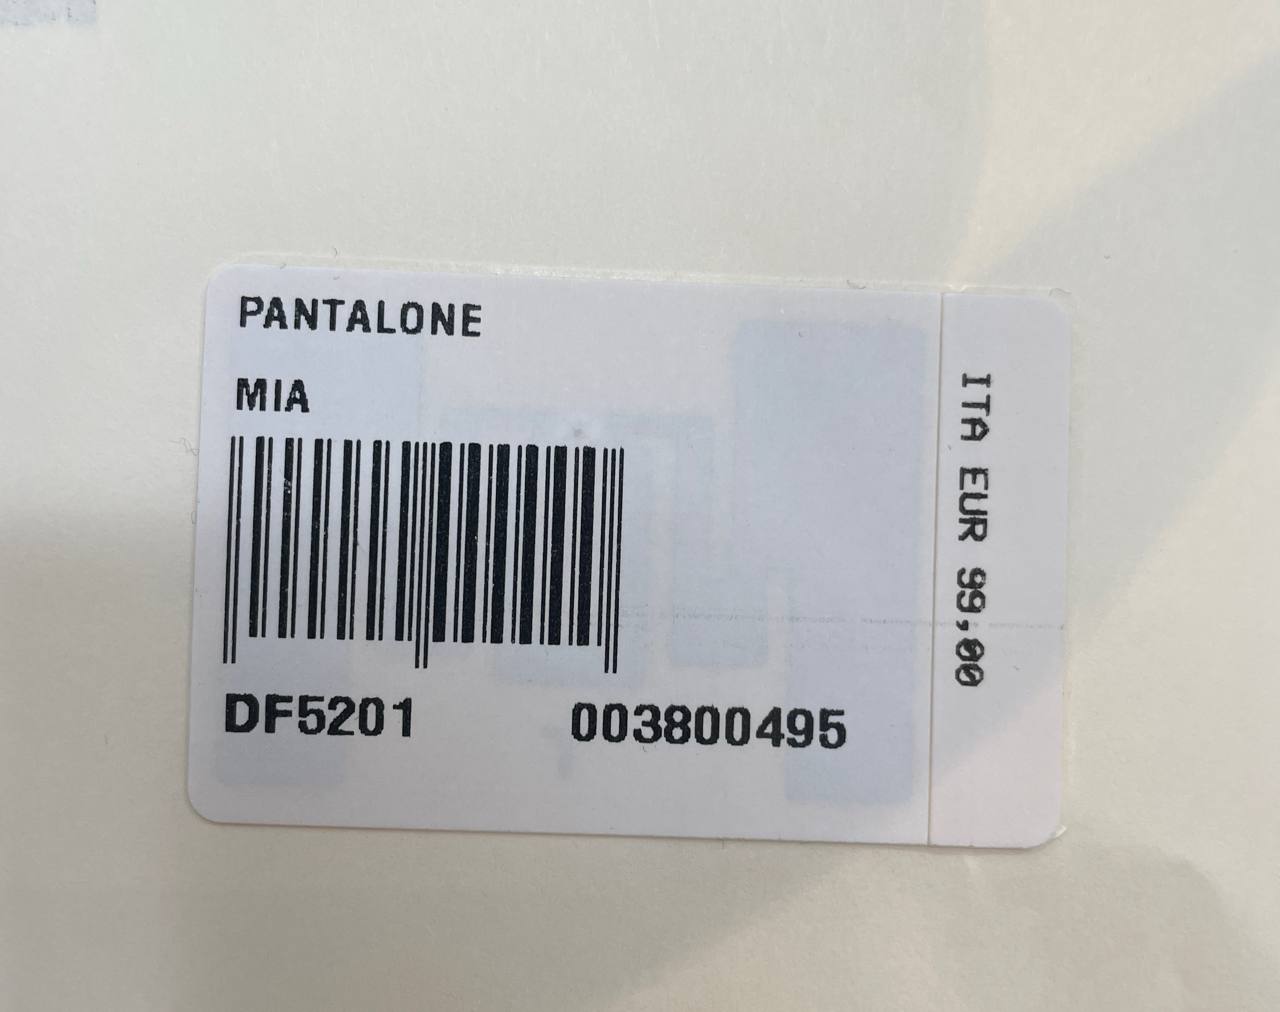 PANTALONE
MIA
DF5201 003800495
ITA EUR 99,00